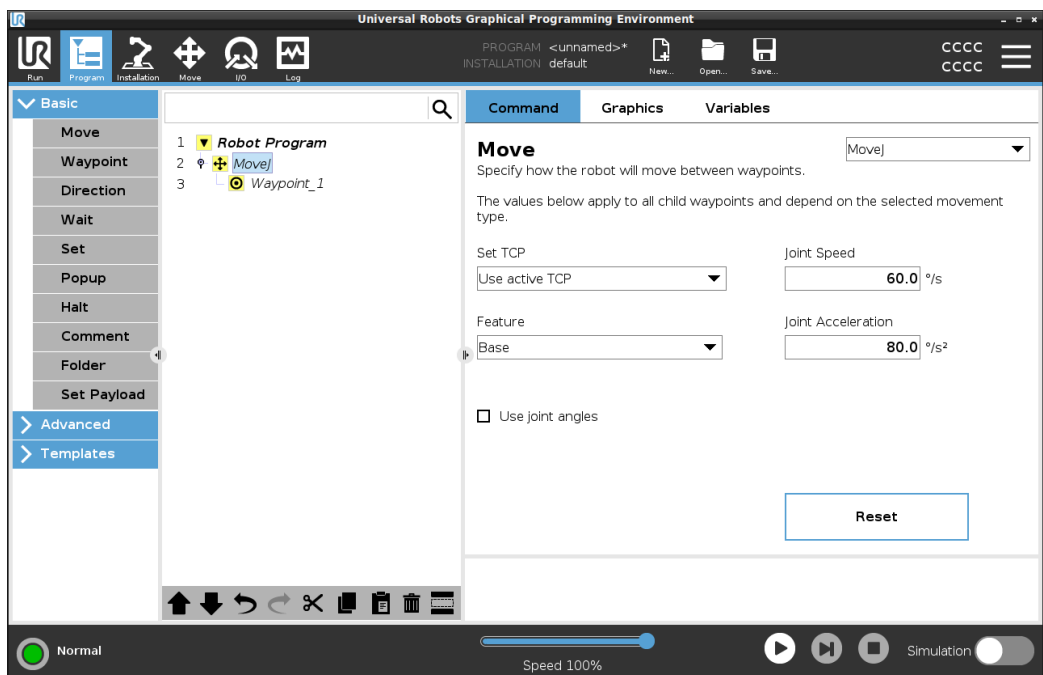 UR
Universal Robots Graphical Programming Environment
UR
Run
Program
Installation
Move
I/O
Log
PROGRAM <unnamed>*
INSTALLATION default
New...
Open...
Save...
cccc
cccc
Basic
Move
Waypoint
Direction
Wait
Set
Popup
Halt
Comment
Folder
Set Payload
Advanced
Templates
1 Robot Program
2 MoveJ
3 Waypoint_1
Command
Graphics
Variables
Move
MoveJ
Specify how the robot will move between waypoints.
The values below apply to all child waypoints and depend on the selected movement
type.
Set TCP
Joint Speed
Use active TCP
60.0 °/s
Feature
Joint Acceleration
Base
80.0 °/s²
Use joint angles
Reset
Normal
Speed 100%
Simulation